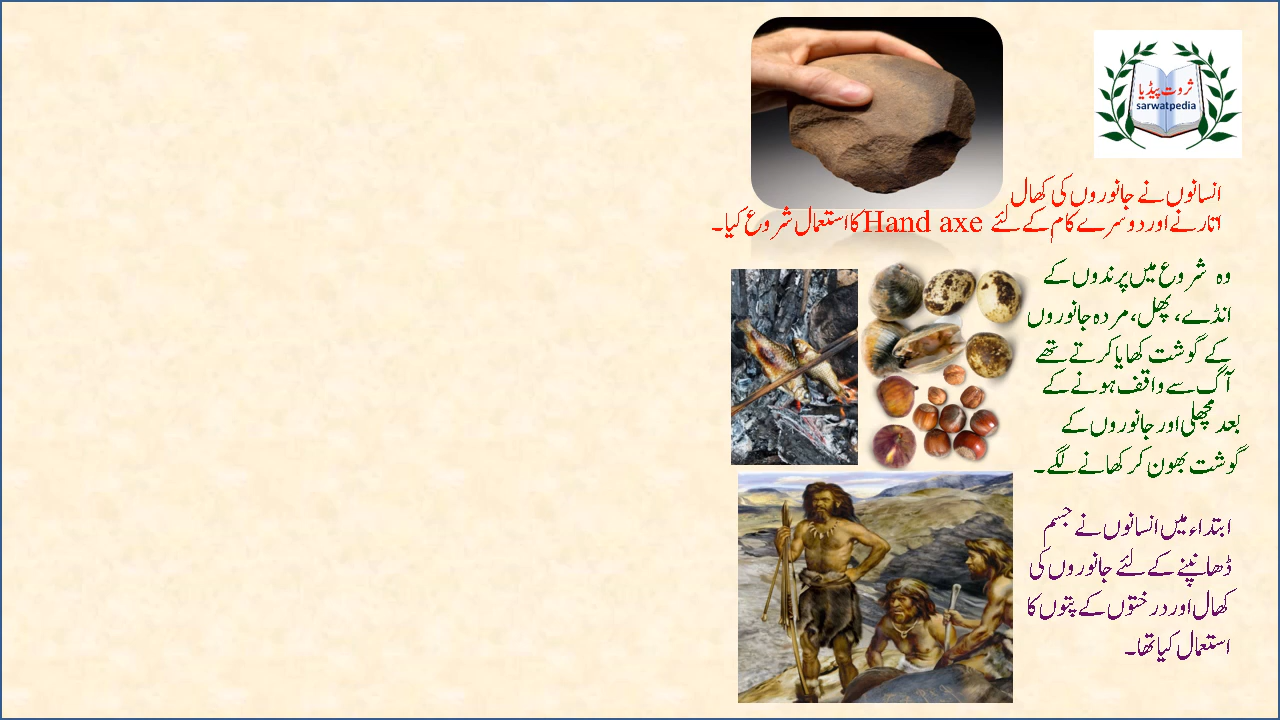 ثروت پیڈیا
sarwatpedia
انسانوں نے جانوروں کی کھال
اتارنے اور دوسرے کام کے لئے Hand axe کا استعمال شروع کیا۔
وہ شروع میں پرندوں کے
انڈے، پھل، مردہ جانوروں
کے گوشت کھایا کرتے تھے
آگ سے واقف ہونے کے
بعد مچھلی اور جانوروں کے
گوشت بھون کر کھانے لگے۔
ابتداء میں انسانوں نے جسم
ڈھانپنے کے لئے جانوروں کی
کھال اور درختوں کے پتوں کا
استعمال کیا تھا۔